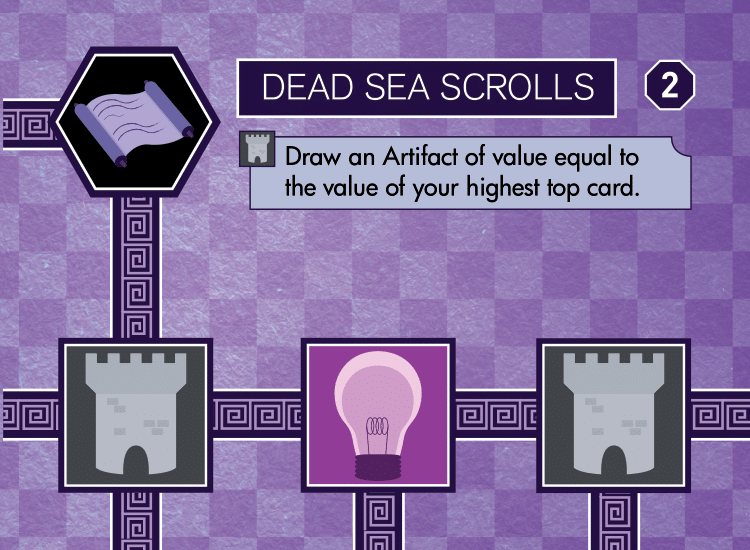 DEAD SEA SCROLLS
2
Draw an Artifact of value equal to
the value of your highest top card.